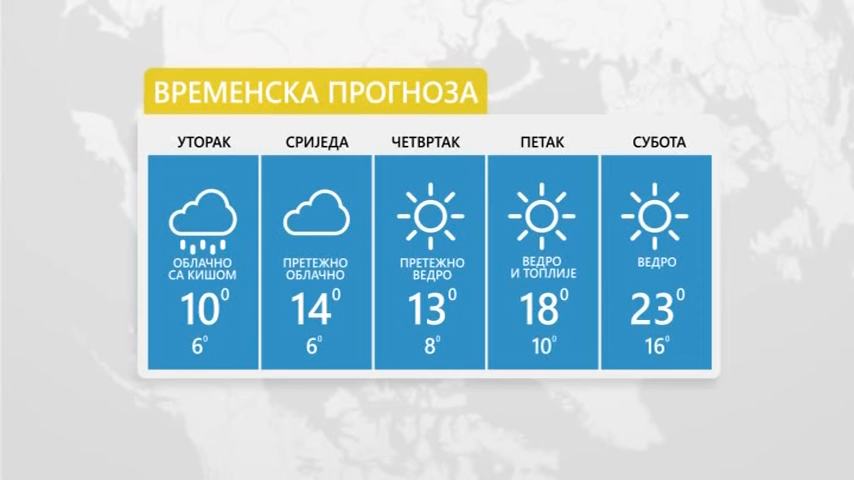 ВРЕМЕНСКА ПРОГНОЗА
УТОРАК
СРИЈЕДА
ЧЕТВРТАК
ПЕТАК
СУБОТА
ОБЛАЧНО
СА КИШОМ
10⁰
6⁰
ПРЕТЕЖНО
ОБЛАЧНО
14⁰
6⁰
ПРЕТЕЖНО
ВЕДРО
13⁰
8⁰
ВЕДРО
И ТОПЛИЈЕ
18⁰
10⁰
ВЕДРО
23⁰
16⁰